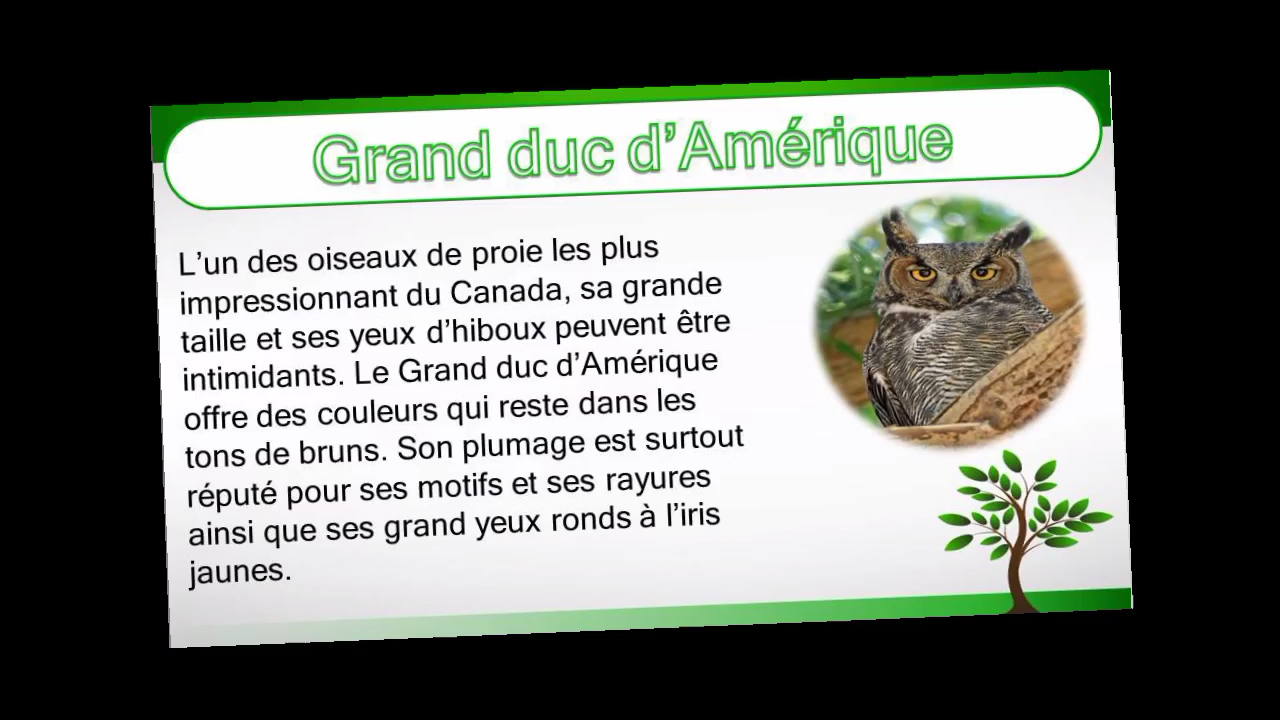 Grand duc d’Amérique
L’un des oiseaux de proie les plus
impressionnant du Canada, sa grande
taille et ses yeux d’hiboux peuvent être
intimidants. Le Grand duc d’Amérique
offre des couleurs qui reste dans les
tons de bruns. Son plumage est surtout
réputé pour ses motifs et ses rayures
ainsi que ses grand yeux ronds à l’iris
jaunes.